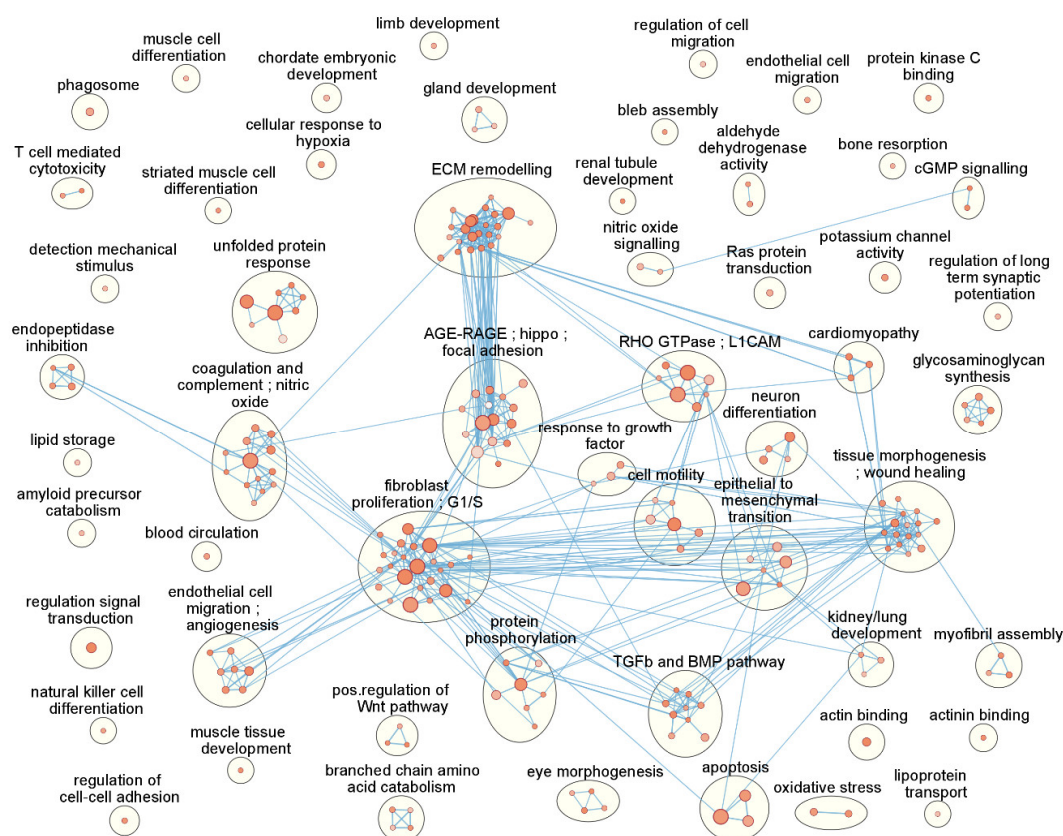 limb development
muscle cell
differentiation
chordate embryonic
development
regulation of cell
migration
endothelial cell
migration
protein kinase C
binding
phagosome
gland development
bleb assembly
cellular response to
hypoxia
aldehyde
dehydrogenase
activity
bone resorption
T cell mediated
cytotoxicity
striated muscle cell
differentiation
ECM remodelling
renal tubule
development
cGMP signalling
detection mechanical
stimulus
unfolded protein
response
nitric oxide
signalling
Ras protein
transduction
potassium channel
activity
regulation of long
term synaptic
potentiation
endopeptidase
inhibition
coagulation and
complement ; nitric
oxide
AGE-RAGE ; hippo ;
focal adhesion
RHO GTPase ; L1CAM
cardiomyopathy
glycosaminoglycan
synthesis
neuron
differentiation
lipid storage
response to growth
factor
tissue morphogenesis
; wound healing
amyloid precursor
catabolism
fibroblast
proliferation ; G1/S
cell motility
epithelial to
mesenchymal
transition
blood circulation
regulation signal
transduction
endothelial cell
migration ;
angiogenesis
protein
phosphorylation
kidney/lung
development
myofibril assembly
TGFb and BMP pathway
natural killer cell
differentiation
pos.regulation of
Wnt pathway
actin binding
actinin binding
muscle tissue
development
regulation of
cell-cell adhesion
branched chain amino
acid catabolism
eye morphogenesis
apoptosis
oxidative stress
lipoprotein
transport